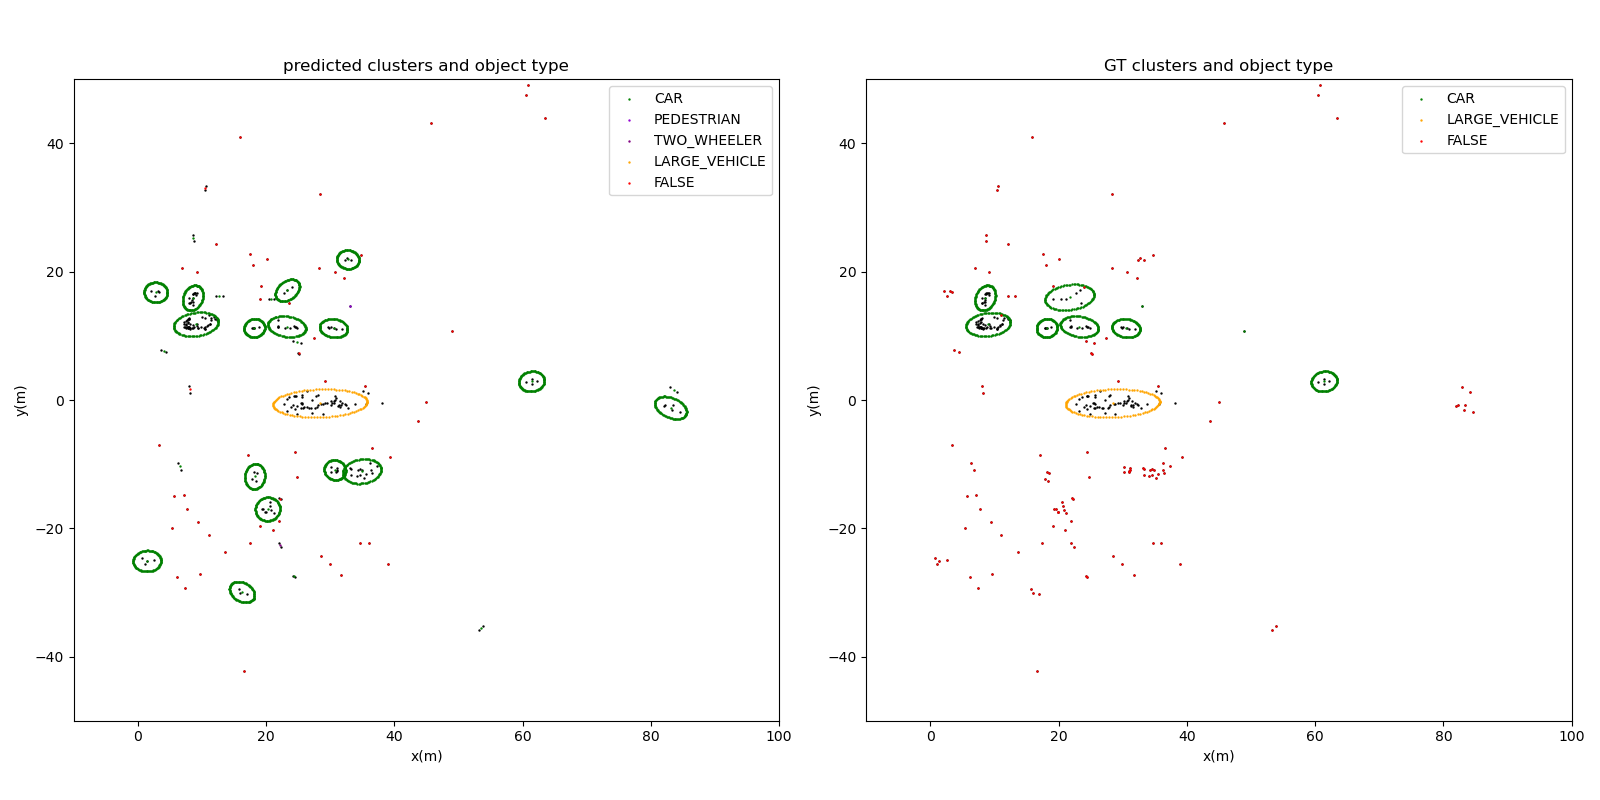 predicted clusters and object type
CAR
PEDESTRIAN
TWO_WHEELER
LARGE_VEHICLE
FALSE
y(m)
40
20
0
−20
−40
0 20 40 60 80 100
x(m)
GT clusters and object type
CAR
LARGE_VEHICLE
FALSE
y(m)
40
20
0
−20
−40
0 20 40 60 80 100
x(m)